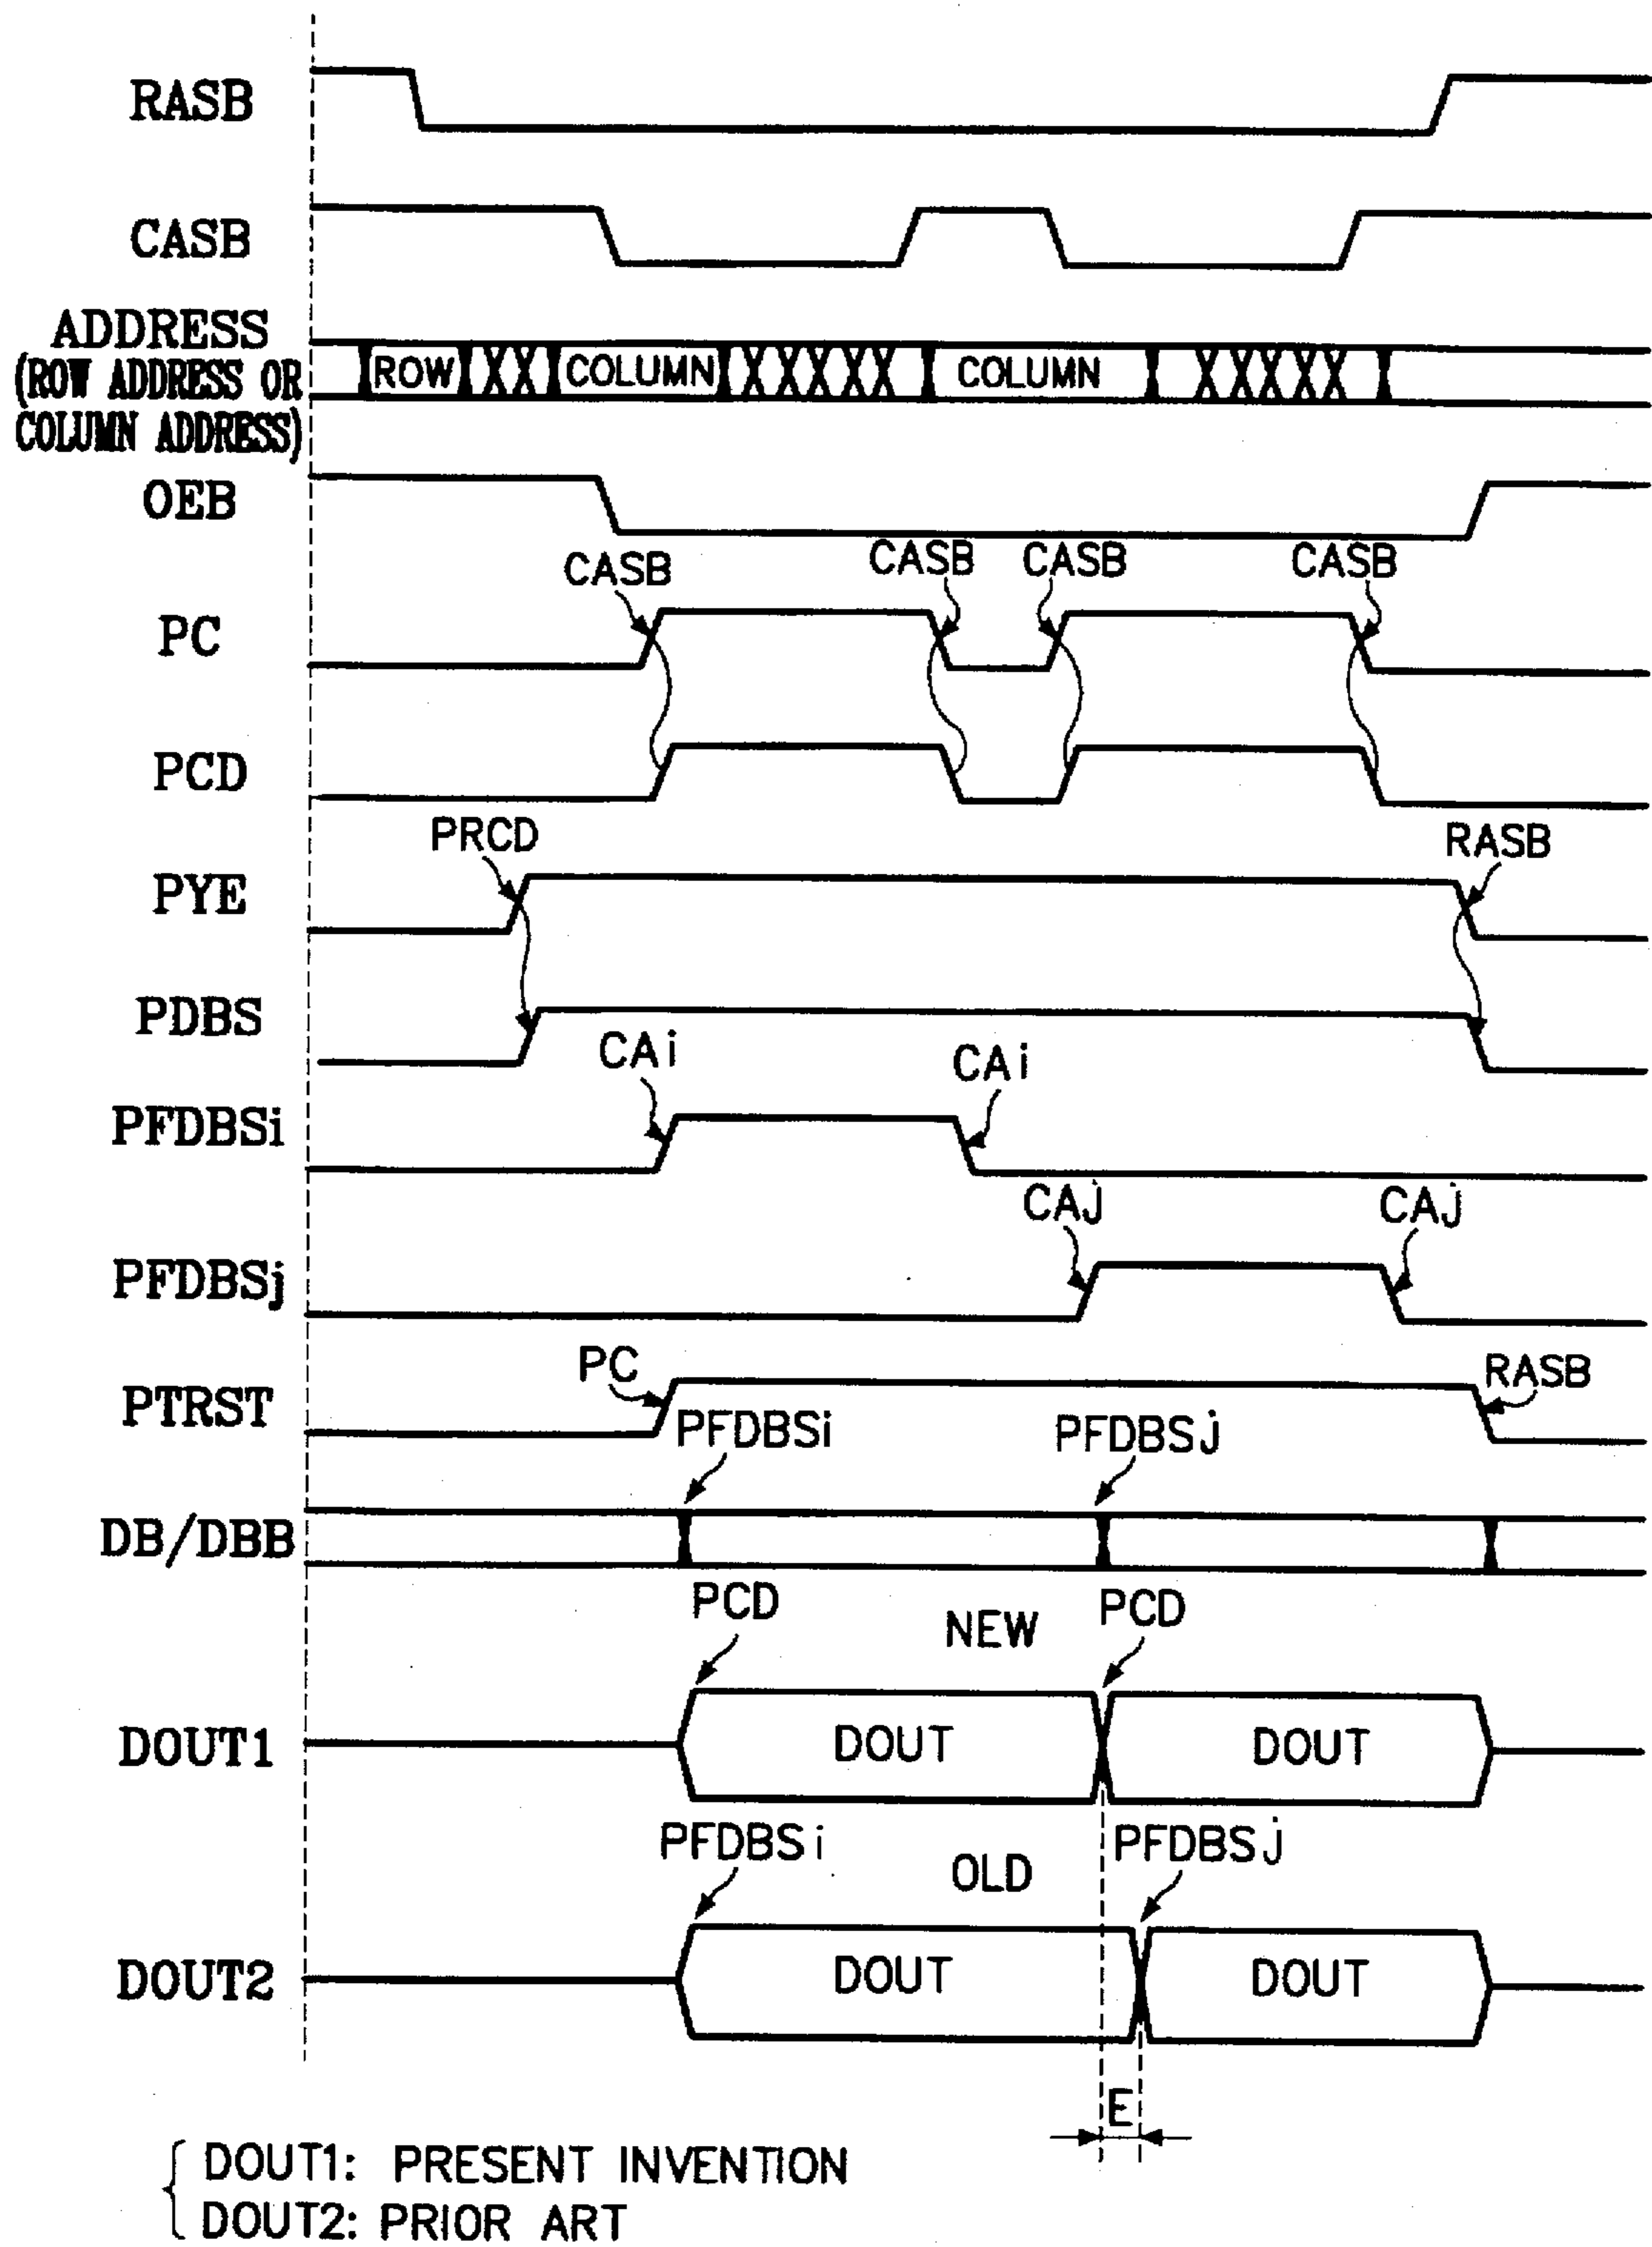 RASB
CASB
ADDRESS
(ROW ADDRESS OR
COLUMN ADDRESS)
ROW COLUMN COLUMN
OEB
CASB CASB CASB CASB
PC
PCD
PRCD RASB
PYE
PDBS
CAi CAi
PFDBSi
CAj CAj
PFDBSj
PC RASB
PTRST
PFDBSi PFDBSj
DB/DBB
PCD NEW PCD
DOUT1 DOUT DOUT
PFDBSi OLD PFDBSj
DOUT2 DOUT DOUT
E
DOUT1: PRESENT INVENTION
DOUT2: PRIOR ART